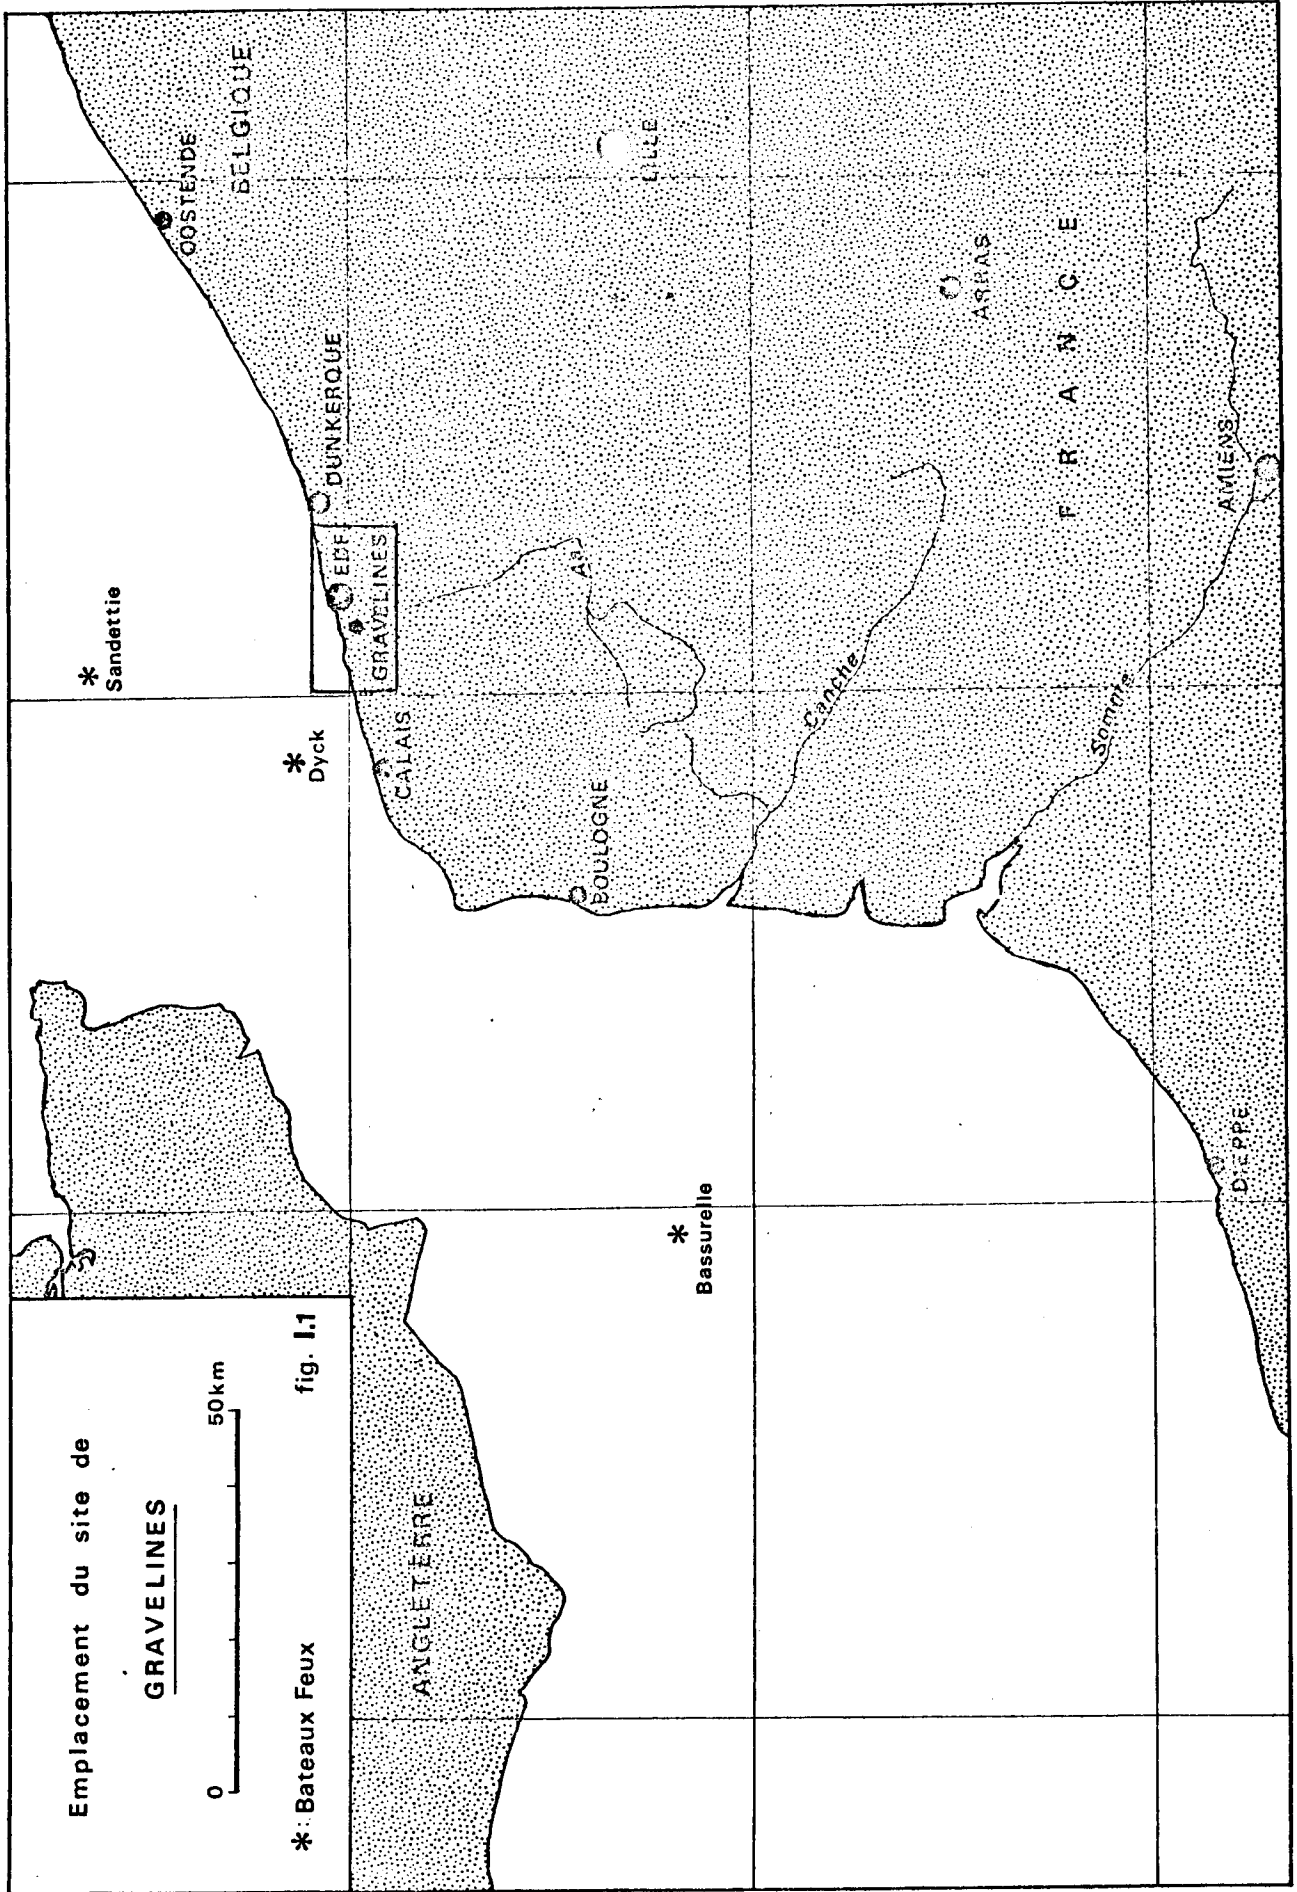 Emplacement du site de
GRAVELINES
0 50km
*: Bateaux Feux
fig. I.1
ANGLETERRE
Bassurelle
Dyck
Sandettie
OOSTENDE
BELGIQUE
DUNKERQUE
EDF
GRAVELINES
CALAIS
BOULOGNE
LILLE
Aa
Canche
ARRAS
FRANCE
Somme
AMIENS
DIEPPE